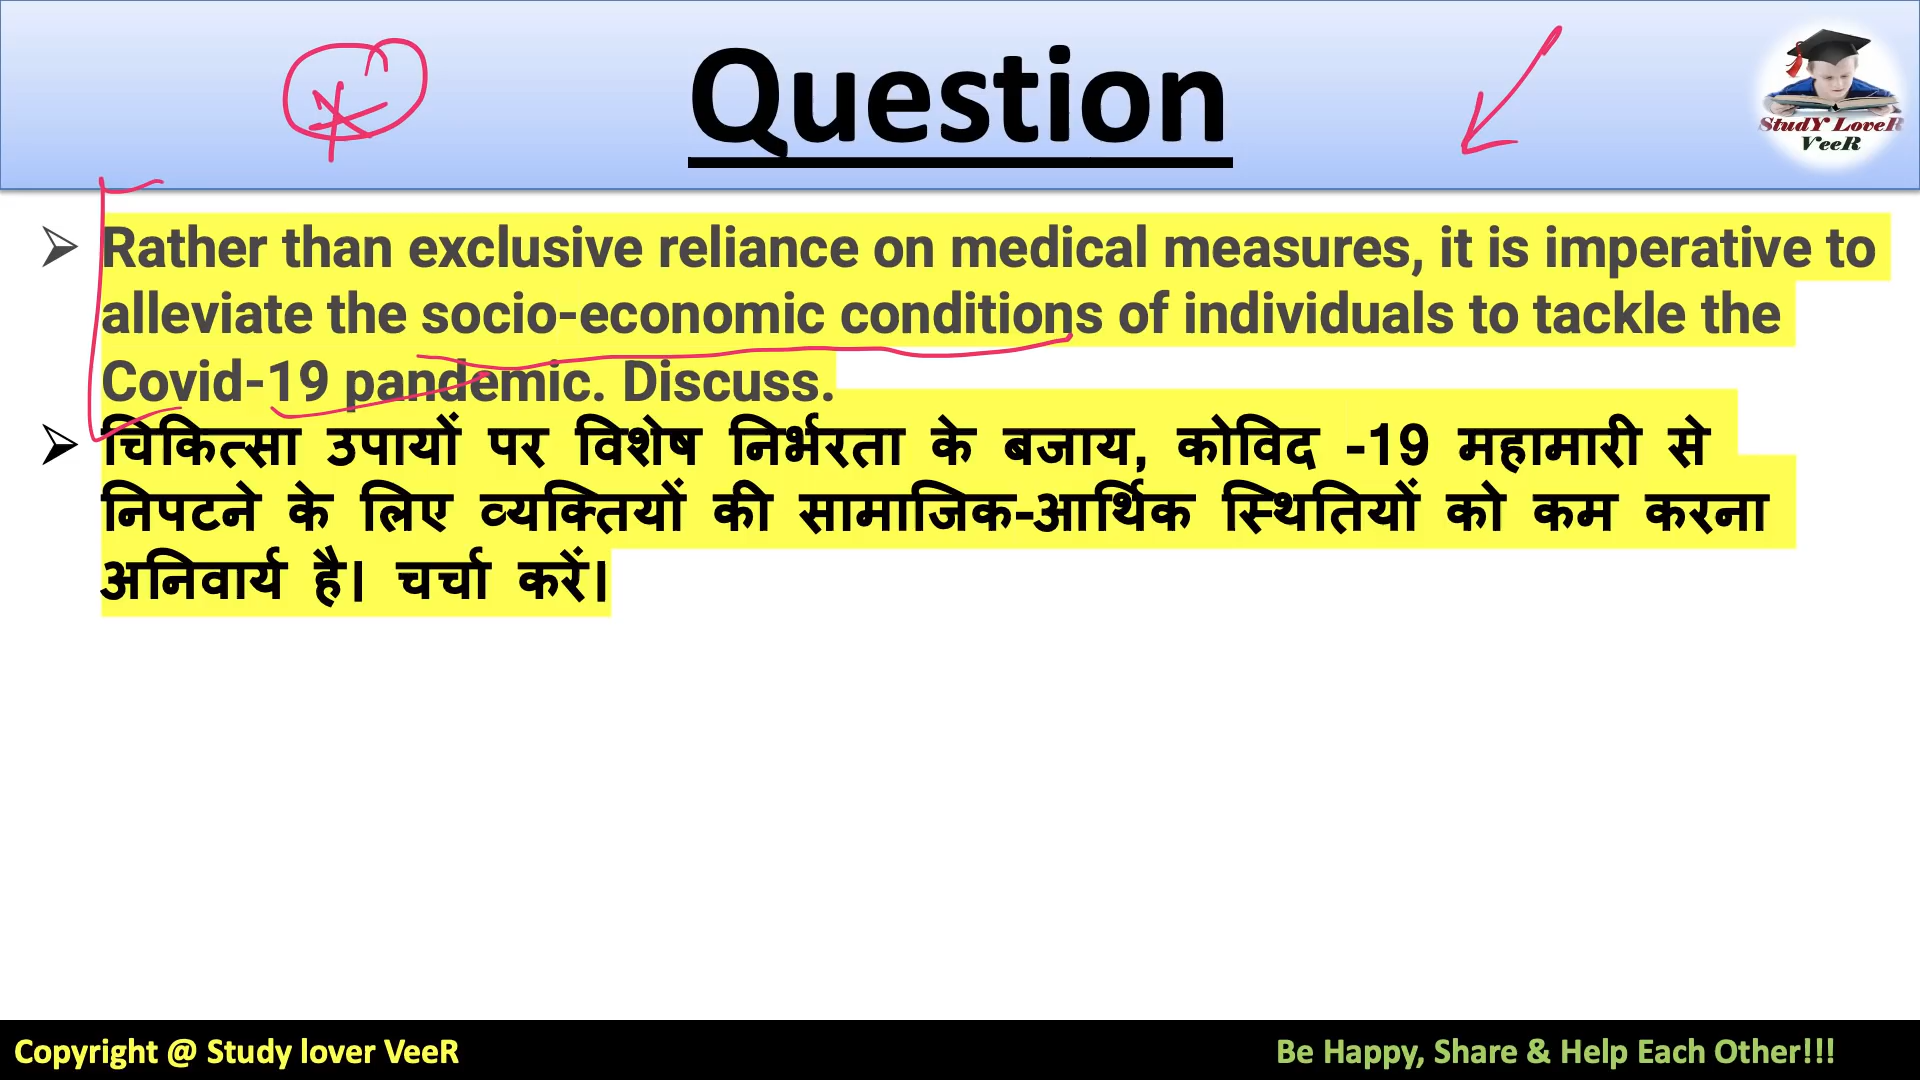 Question
StudY LoveR
VeeR
Rather than exclusive reliance on medical measures, it is imperative to
alleviate the socio-economic conditions of individuals to tackle the
Covid-19 pandemic. Discuss.
चिकित्सा उपायों पर विशेष निर्भरता के बजाय, कोविद -19 महामारी से
निपटने के लिए व्यक्तियों की सामाजिक-आर्थिक स्थितियों को कम करना
अनिवार्य है। चर्चा करें।
Copyright @ Study lover VeeR
Be Happy, Share & Help Each Other!!!